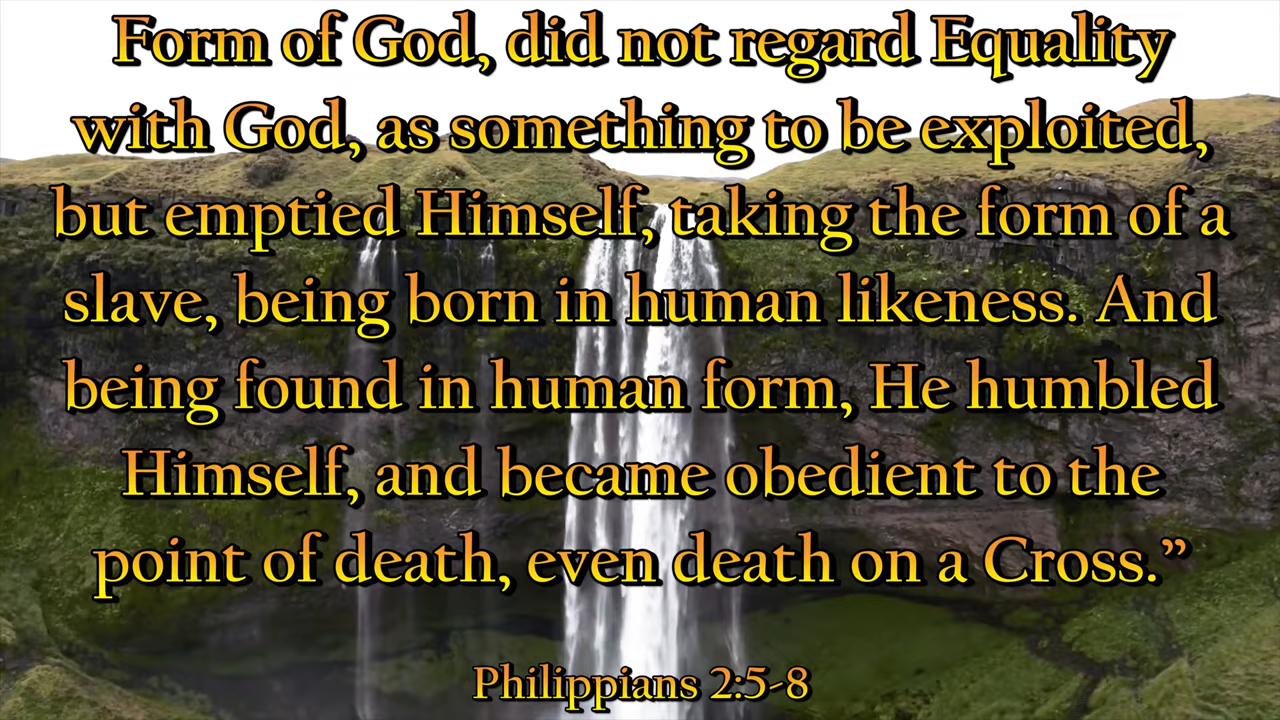 Form of God, did not regard Equality
with God, as something to be exploited,
but emptied Himself, taking the form of a
slave, being born in human likeness. And
being found in human form, He humbled
Himself, and became obedient to the
point of death, even death on a Cross.”
Philippians 2:5-8